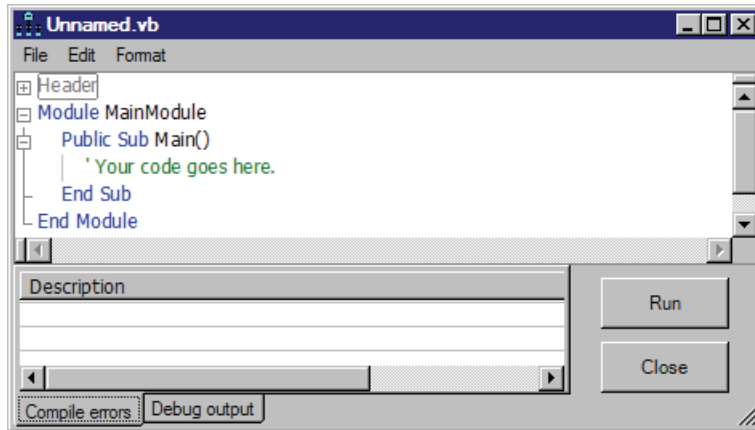 Unnamed.vb
File Edit Format
Header
Module MainModule
Public Sub Main()
' Your code goes here.
End Sub
End Module
Description
Run
Close
Compile errors Debug output